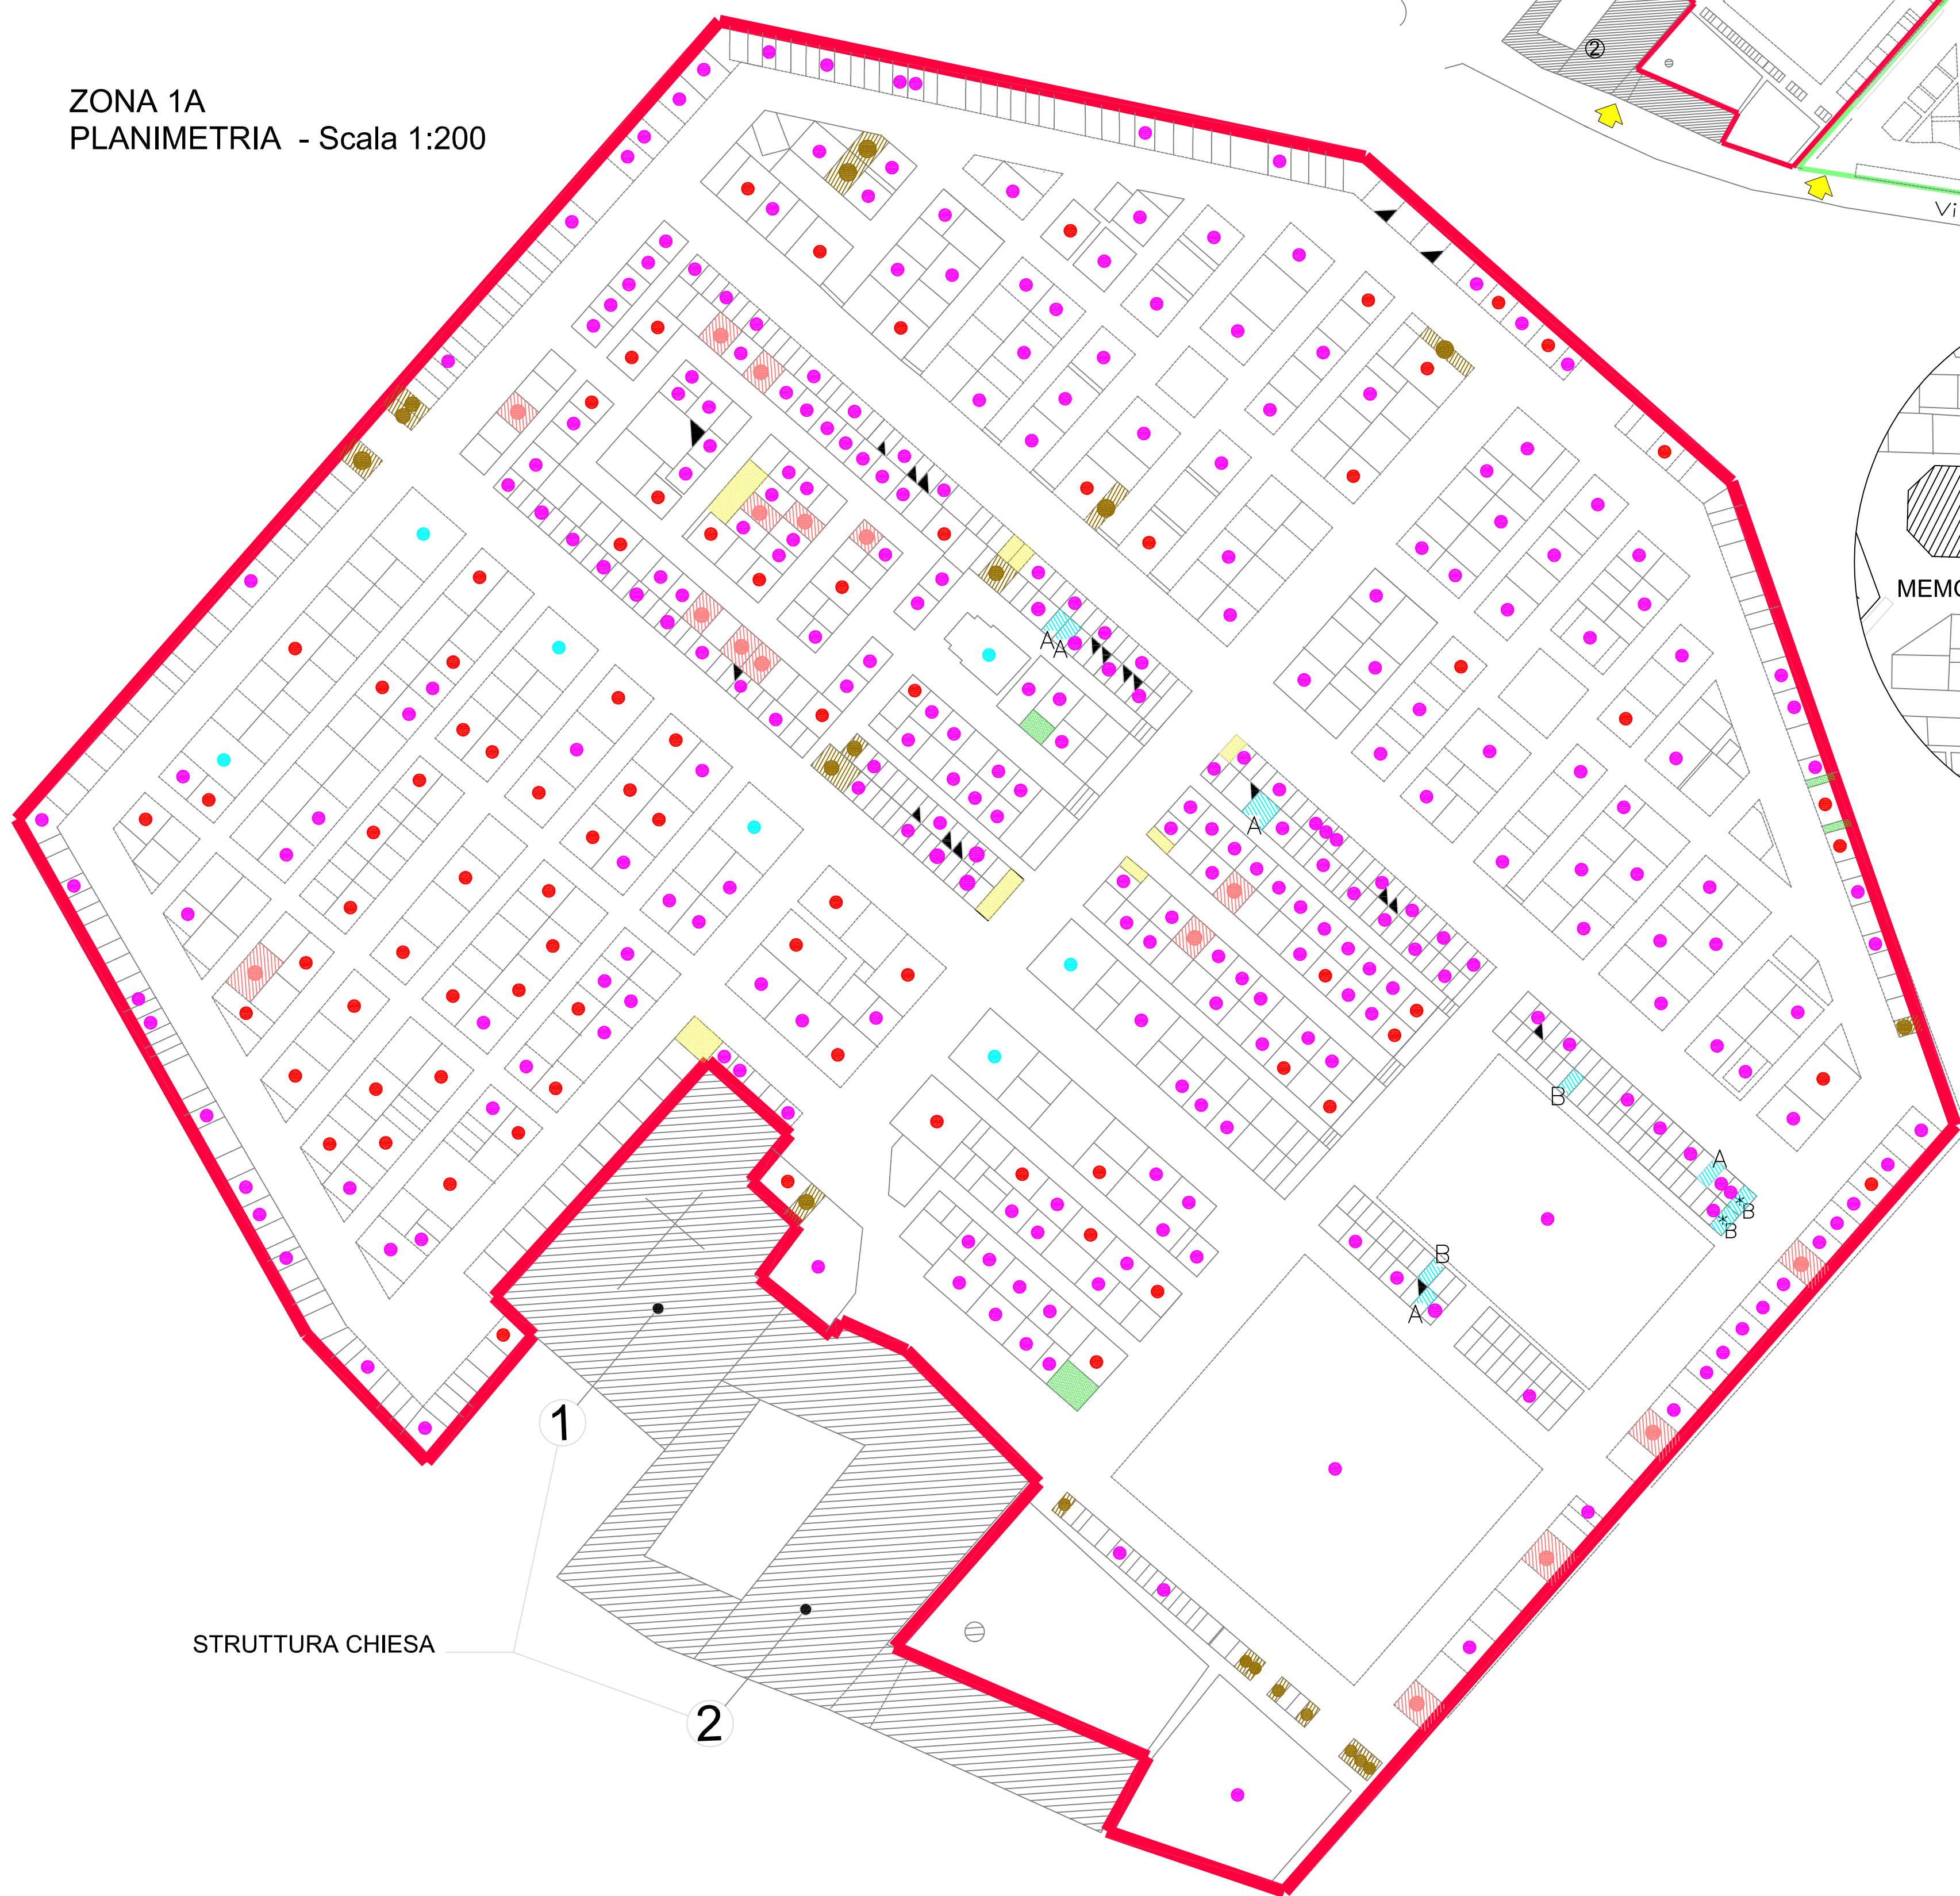 ZONA 1A
PLANIMETRIA - Scala 1:200
②
Vi
MEMO
A
A
A
B
A
*
B
*
B
B
A
1
STRUTTURA CHIESA
2